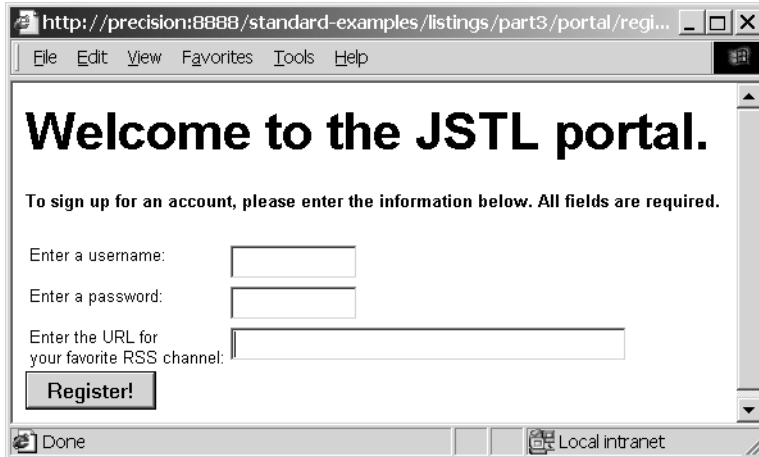 http://precision:8888/standard-examples/listings/part3/portal/regi...
File Edit View Favorites Tools Help
Welcome to the JSTL portal.
To sign up for an account, please enter the information below. All fields are required.
Enter a username:
Enter a password:
Enter the URL for
your favorite RSS channel:
Register!
Done
Local intranet